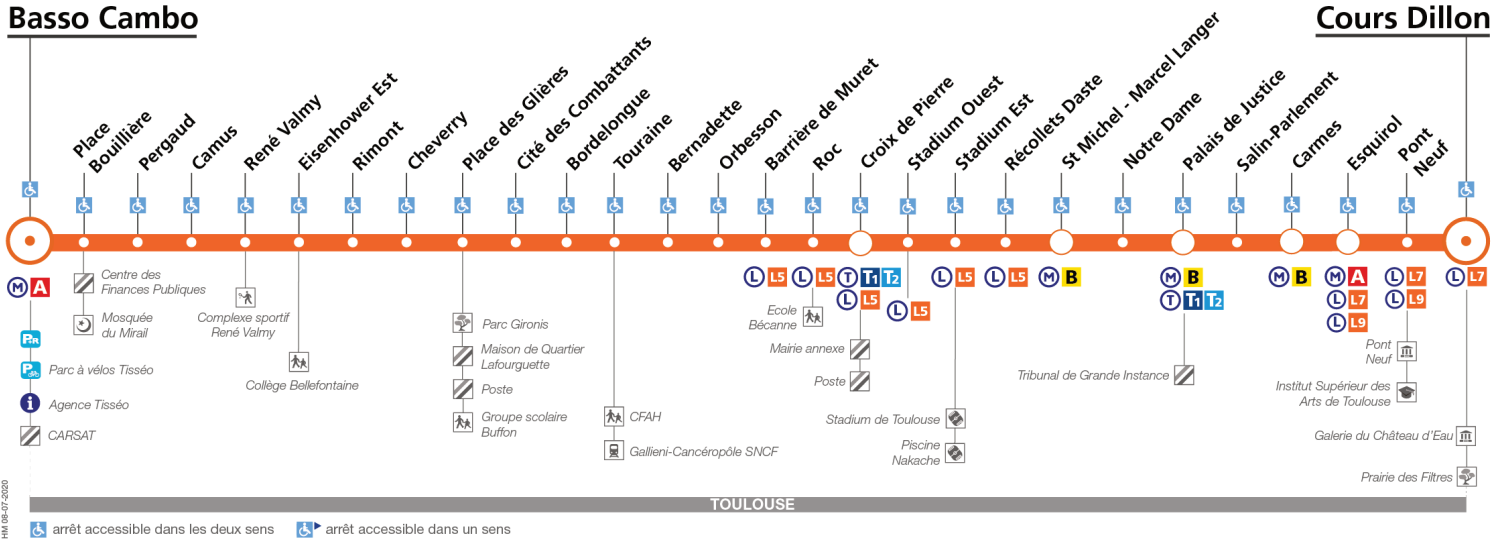 Basso Cambo
Cours Dillon
Place
Bouillière
Pergaud
Camus
René Valmy
Eisenhower Est
Rimont
Cheverry
Place des Glières
Cité des Combattants
Bordelongue
Touraine
Bernadette
Orbesson
Barrière de Muret
Roc
Croix de Pierre
Stadium Ouest
Stadium Est
Récollets Daste
St Michel - Marcel Langer
Notre Dame
Palais de Justice
Salin-Parlement
Carmes
Esquirol
Pont
Neuf
M A
P+R
P
Parc à vélos Tisséo
i
Agence Tisséo
CARSAT
Centre des
Finances Publiques
Mosquée
du Mirail
Complexe sportif
René Valmy
Collège Bellefontaine
Parc Gironis
Maison de Quartier
Lafourguette
Poste
Groupe scolaire
Buffon
CFAH
Gallieni-Cancéropôle SNCF
L L5
L L5
Ecole
Bécanne
T T1 T2
L L5
Mairie annexe
Poste
L L5
L L5
Stadium de Toulouse
Piscine
Nakache
L L5
M B
M B
T T1 T2
Tribunal de Grande Instance
M B
M A
L L7
L L9
L L7
L L9
Pont
Neuf
Institut Supérieur des
Arts de Toulouse
L L7
Galerie du Château d'Eau
Prairie des Filtres
TOULOUSE
arrêt accessible dans les deux sens
arrêt accessible dans un sens
HM 08-07-2020